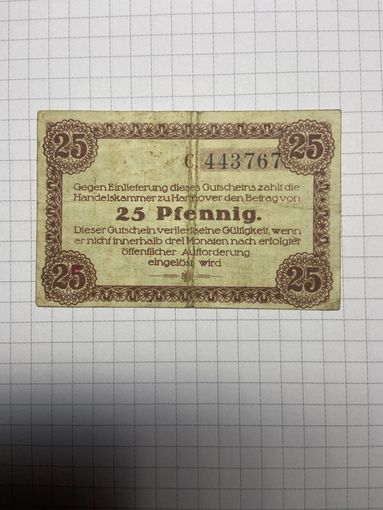 25 25
C. 443767
Gegen Einlieferung dieses Gutscheins zahlt die
Handelskammer zu Hannover den Betrag von
25 Pfennig.
Dieser Gutschein verliert seine Gültigkeit, wenn
er nicht innerhalb drei Monaten nach erfolgter
öffentlicher Aufforderung
eingelöst wird
25 25